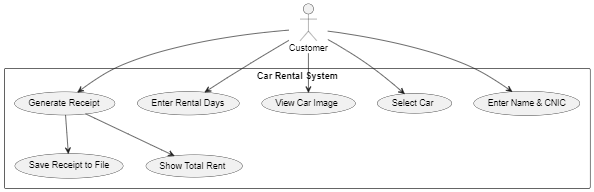 Customer
Car Rental System
Generate Receipt
Enter Rental Days
View Car Image
Select Car
Enter Name & CNIC
Save Receipt to File
Show Total Rent